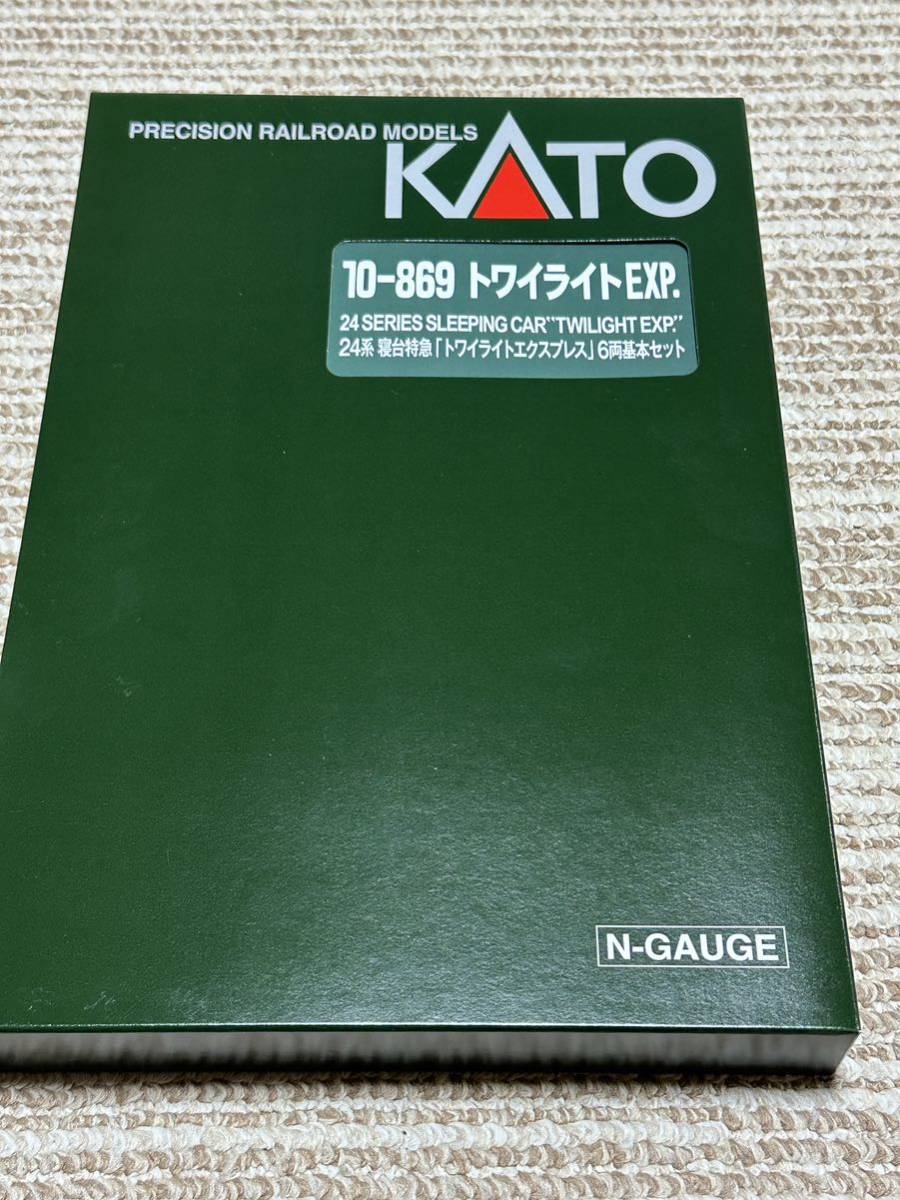 PRECISION RAILROAD MODELS
KATO
10-869 トワイライトEXP.
24 SERIES SLEEPING CAR"TWILIGHT EXP."
24系 寝台特急「トワイライトエクスプレス」6両基本セット
N-GAUGE